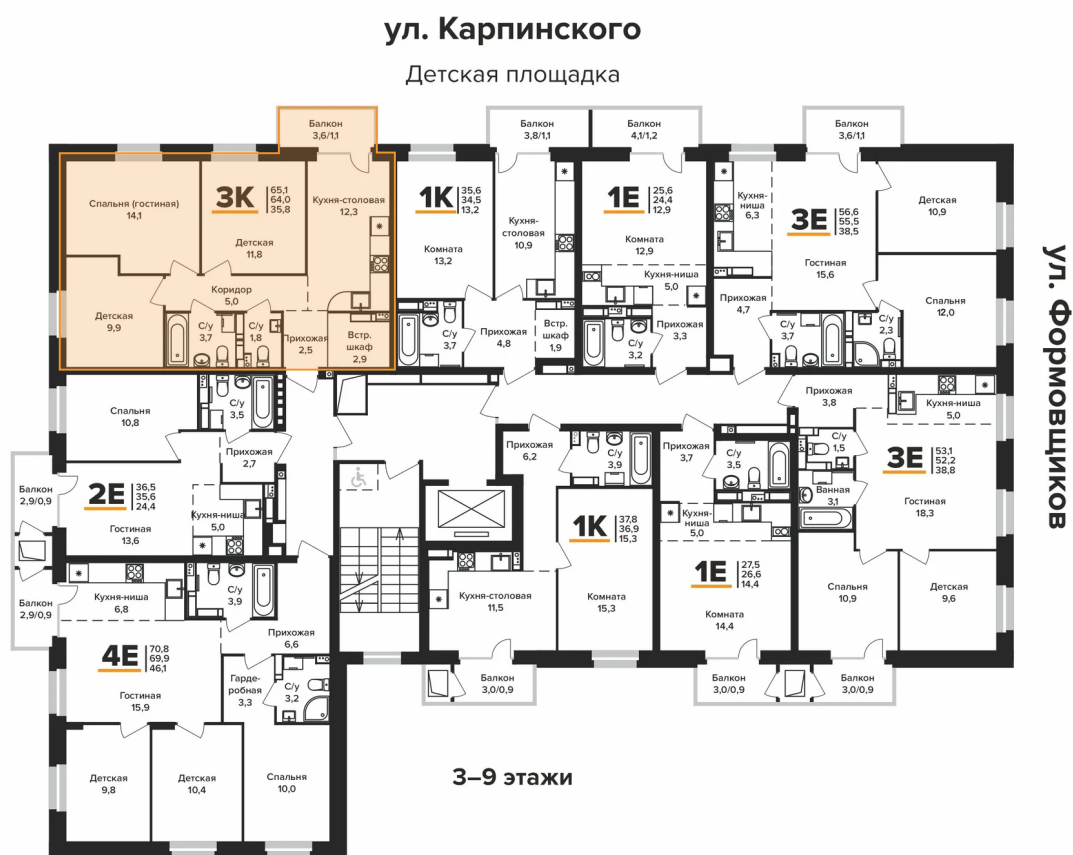 ул. Карпинского
Детская площадка
Балкон
3,6/1,1
Спальня (гостиная)
14,1
3К
65,1
64,0
35,8
Детская
11,8
Кухня-столовая
12,3
Детская
9,9
Коридор
5,0
С/у
3,7
С/у
1,8
Прихожая
2,5
Встр.
шкаф
2,9
Балкон
3,8/1,1
1К
35,6
34,5
13,2
Комната
13,2
Кухня-
столовая
10,9
С/у
3,7
Прихожая
4,8
Встр.
шкаф
1,9
Балкон
4,1/1,2
1Е
25,6
24,4
12,9
Комната
12,9
Кухня-ниша
5,0
С/у
3,2
Прихожая
3,3
Балкон
3,6/1,1
Кухня-
ниша
6,3
3Е
56,6
55,5
38,5
Гостиная
15,6
Детская
10,9
Спальня
12,0
Прихожая
4,7
С/у
3,7
С/у
2,3
ул. Формовщиков
Спальня
10,8
С/у
3,5
Прихожая
2,7
Балкон
2,9/0,9
2Е
36,5
35,6
24,4
Гостиная
13,6
Кухня-ниша
5,0
Прихожая
6,2
С/у
3,9
1К
37,8
36,9
15,3
Кухня-столовая
11,5
Комната
15,3
Балкон
3,0/0,9
Прихожая
3,7
С/у
3,5
Кухня-
ниша
5,0
1Е
27,5
26,6
14,4
Комната
14,4
Балкон
3,0/0,9
Прихожая
3,8
Кухня-ниша
5,0
С/у
1,5
3Е
53,1
52,2
38,8
Ванная
3,1
Гостиная
18,3
Спальня
10,9
Детская
9,6
Балкон
3,0/0,9
Балкон
2,9/0,9
Кухня-ниша
6,8
С/у
3,9
4Е
70,8
69,9
46,1
Прихожая
6,6
Гостиная
15,9
Гарде-
робная
3,3
С/у
3,2
Детская
9,8
Детская
10,4
Спальня
10,0
3–9 этажи